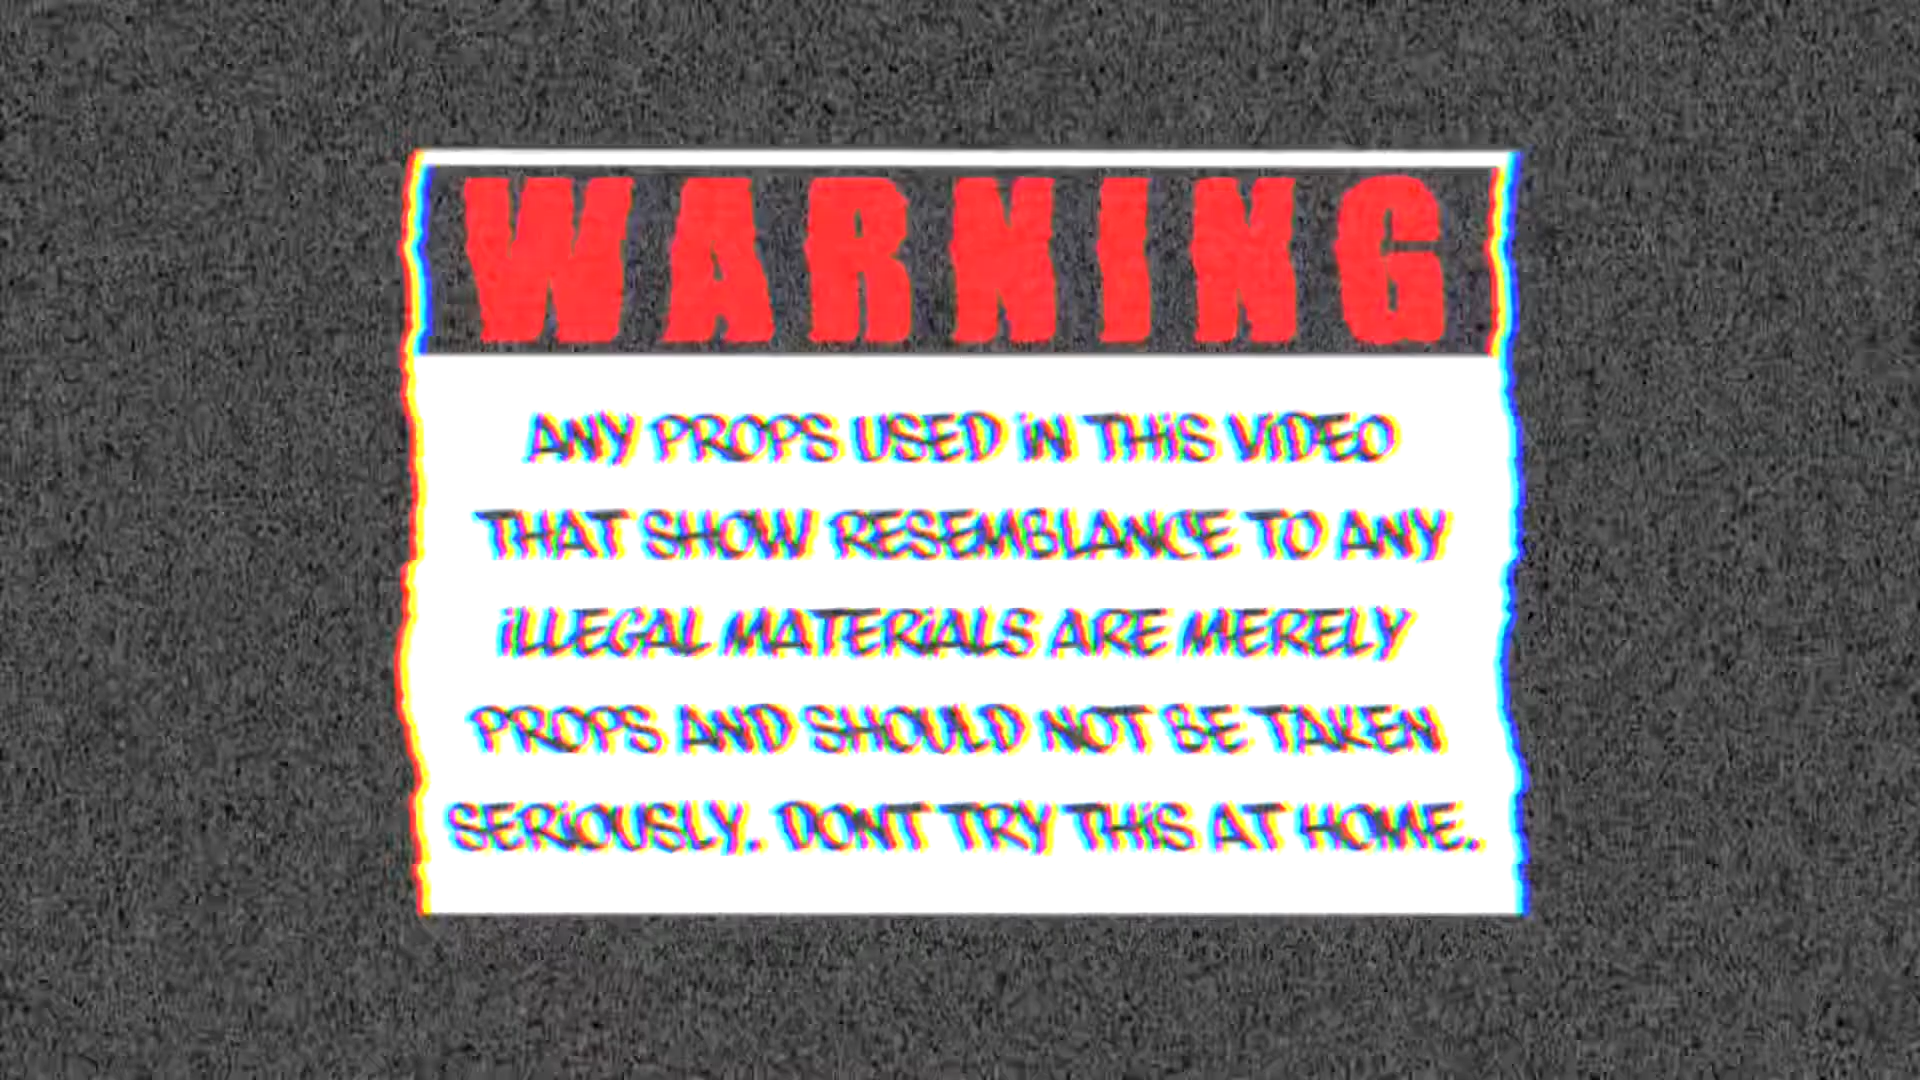 WARNING
ANY PROPS USED iN THiS ViDEO
THAT SHOW RESEMBLANCE TO ANY
iLLEGAL MATERiALS ARE MERELY
PROPS AND SHOULD NOT BE TAKEN
SERiOUSLY. DONT TRY THiS AT HOME.